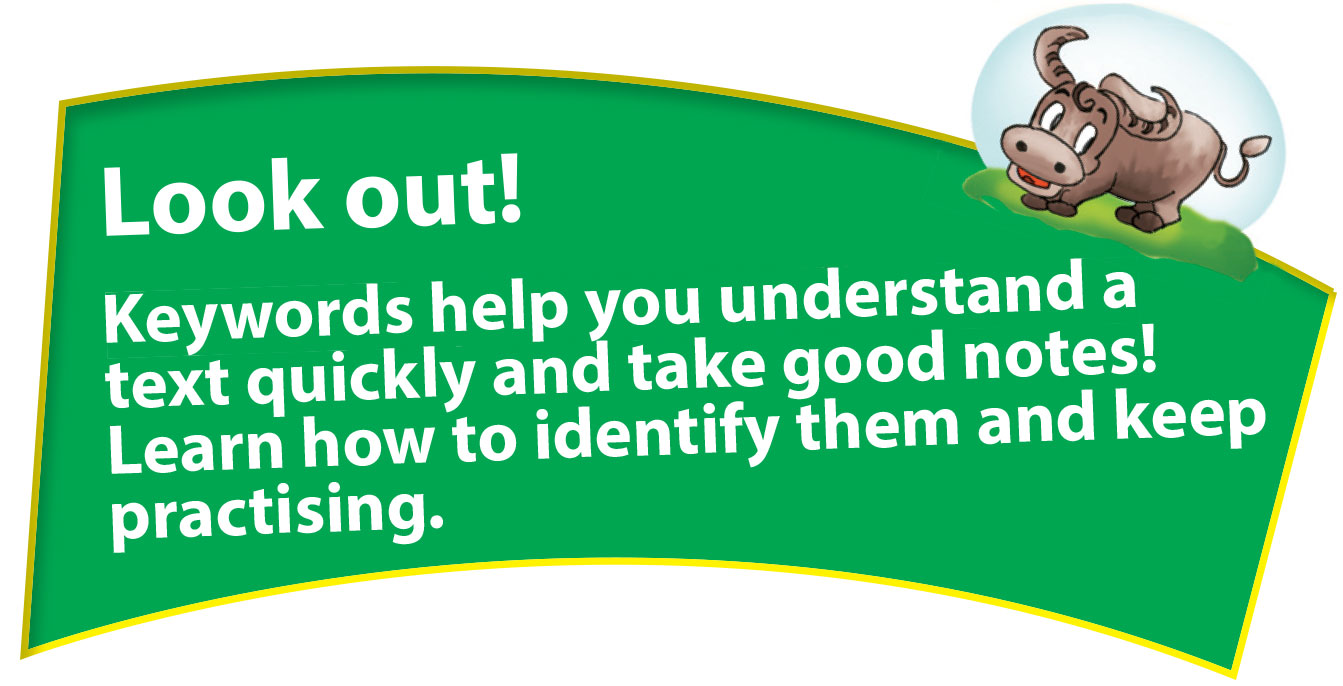 Look out!
Keywords help you understand a
text quickly and take good notes!
Learn how to identify them and keep
practising.